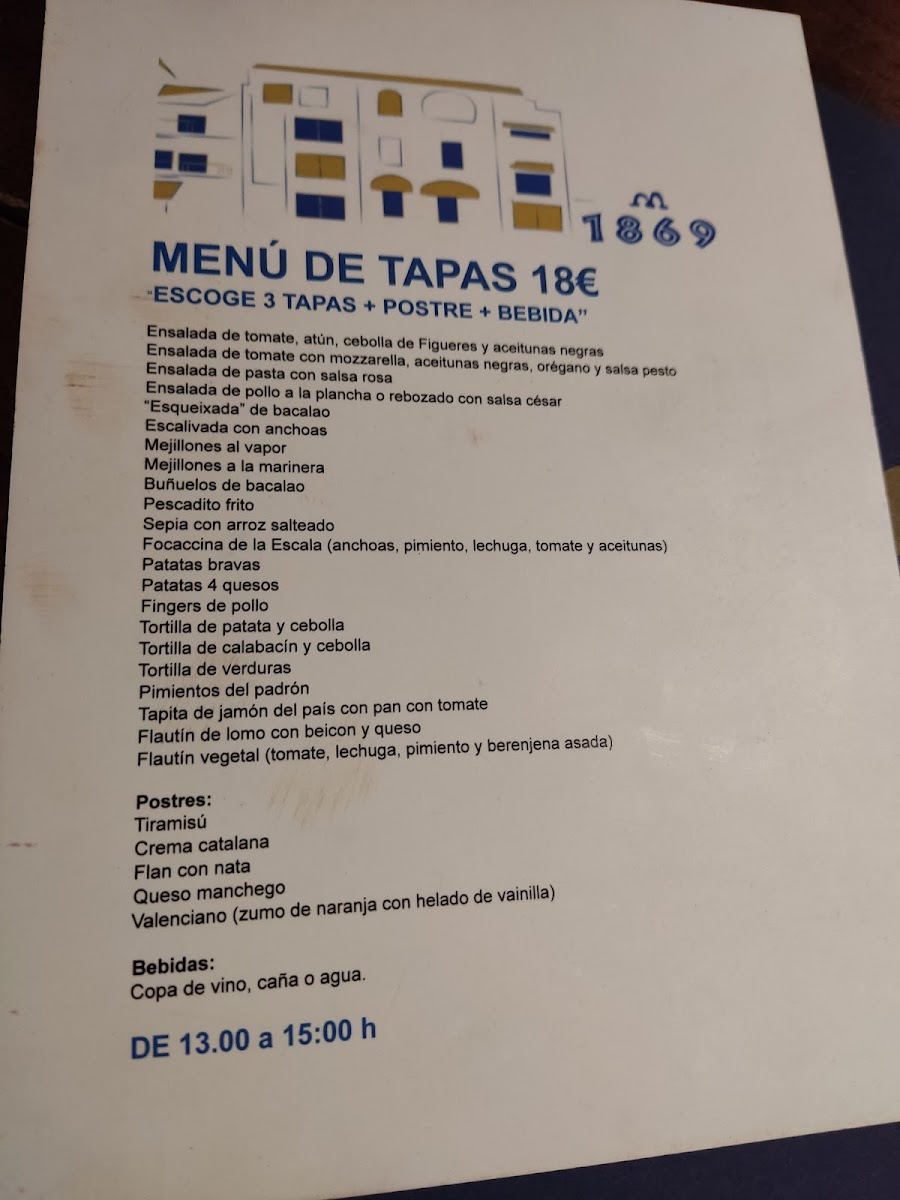 1869
MENÚ DE TAPAS 18€
"ESCOGE 3 TAPAS + POSTRE + BEBIDA”
Ensalada de tomate, atún, cebolla de Figueres y aceitunas negras
Ensalada de tomate con mozzarella, aceitunas negras, orégano y salsa pesto
Ensalada de pasta con salsa rosa
Ensalada de pollo a la plancha o rebozado con salsa césar
“Esqueixada” de bacalao
Escalivada con anchoas
Mejillones al vapor
Mejillones a la marinera
Buñuelos de bacalao
Pescadito frito
Sepia con arroz salteado
Focaccina de la Escala (anchoas, pimiento, lechuga, tomate y aceitunas)
Patatas bravas
Patatas 4 quesos
Fingers de pollo
Tortilla de patata y cebolla
Tortilla de calabacín y cebolla
Tortilla de verduras
Pimientos del padrón
Tapita de jamón del país con pan con tomate
Flautín de lomo con beicon y queso
Flautín vegetal (tomate, lechuga, pimiento y berenjena asada)
Postres:
Tiramisú
Crema catalana
Flan con nata
Queso manchego
Valenciano (zumo de naranja con helado de vainilla)
Bebidas:
Copa de vino, caña o agua.
DE 13.00 a 15:00 h